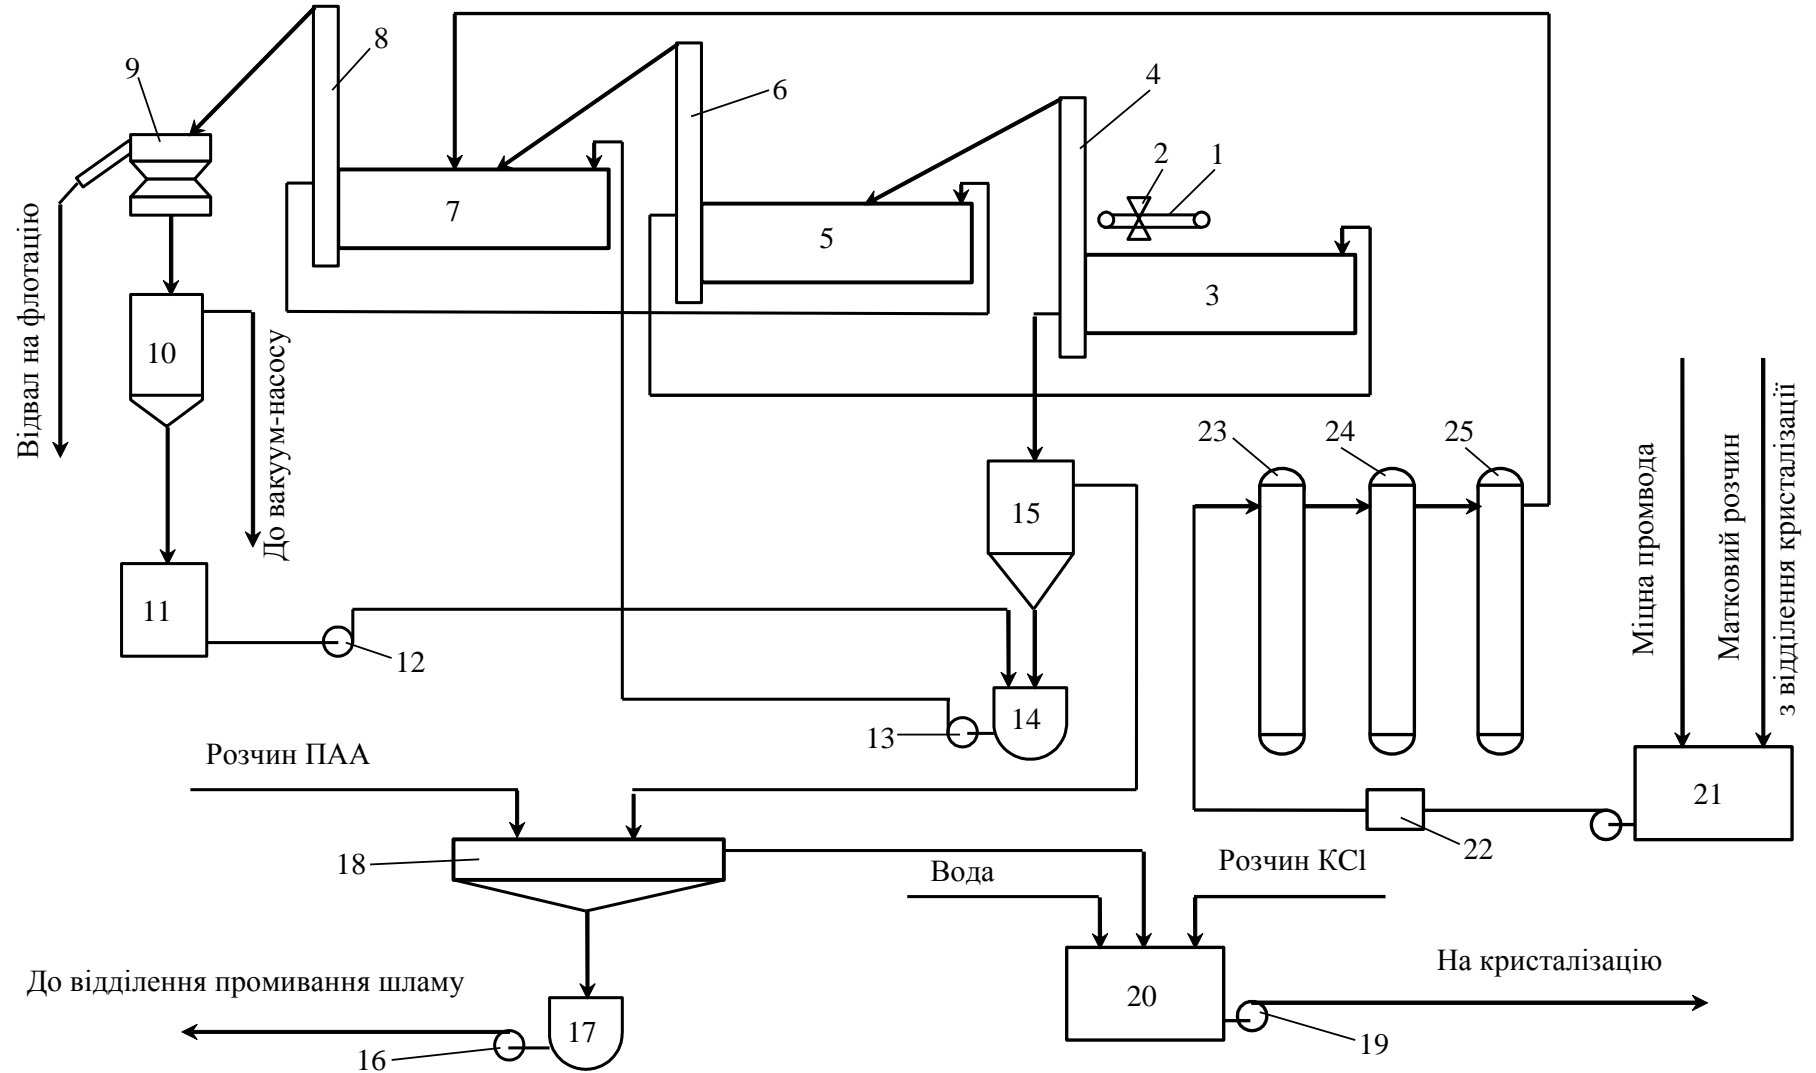 8
9
6
4
2
1
7
5
3
Відвал на флотацію
До вакуум-насосу
10
23
24
25
15
Міцна промвода
Матковий розчин
з відділення кристалізації
11
12
14
13
Розчин ПАА
21
22
18
Вода
Розчин KCl
До відділення промивання шламу
На кристалізацію
20
17
16
19